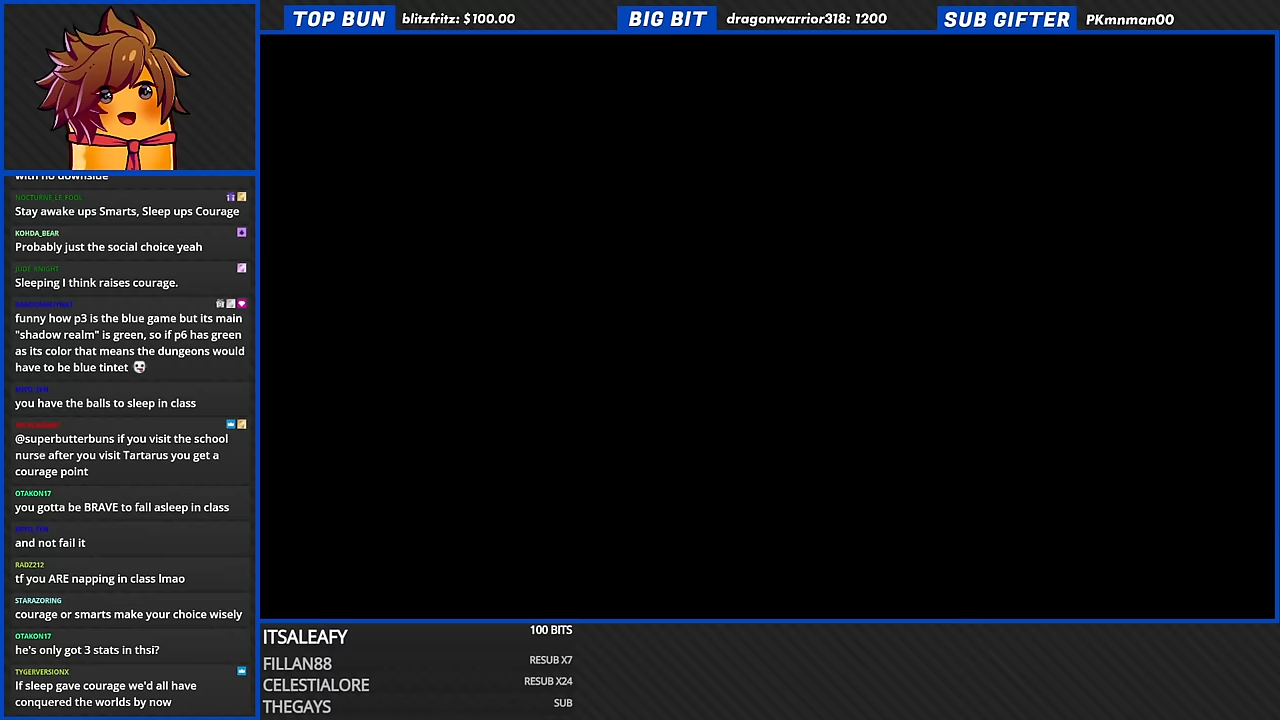 TOP BUN blitzfritz: $100.00 BIG BIT dragonwarrior318: 1200 SUB GIFTER PKmnman00
with no downside
NOCTURNE_LE_FOOL
Stay awake ups Smarts, Sleep ups Courage
KOHDA_BEAR
Probably just the social choice yeah
JUDE_KNIGHT
Sleeping I think raises courage.
funny how p3 is the blue game but its main
"shadow realm" is green, so if p6 has green
as its color that means the dungeons would
have to be blue tintet
you have the balls to sleep in class
@superbutterbuns if you visit the school
nurse after you visit Tartarus you get a
courage point
OTAKON17
you gotta be BRAVE to fall asleep in class
and not fail it
RADZ212
tf you ARE napping in class lmao
STARAZORING
courage or smarts make your choice wisely
OTAKON17
he's only got 3 stats in thsi?
TYGERVERSIONX
If sleep gave courage we'd all have
conquered the worlds by now
ITSALEAFY 100 BITS
FILLAN88 RESUB X7
CELESTIALORE RESUB X24
THEGAYS SUB